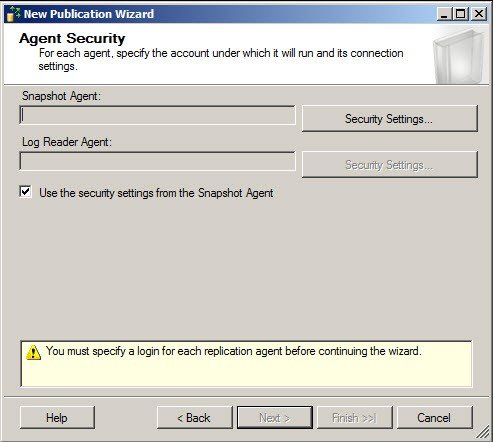 New Publication Wizard
Agent Security
For each agent, specify the account under which it will run and its connection
settings.
Snapshot Agent:
Security Settings...
Log Reader Agent:
Security Settings...
Use the security settings from the Snapshot Agent
You must specify a login for each replication agent before continuing the wizard.
Help
< Back
Next >
Finish >>|
Cancel